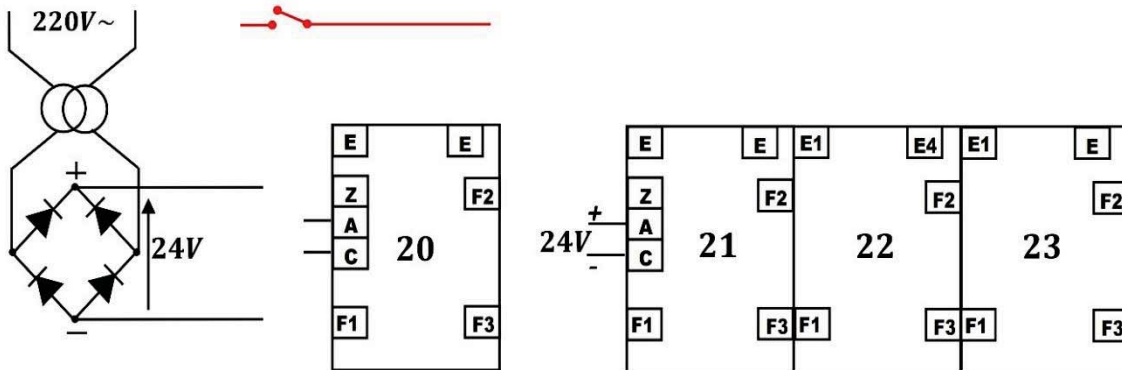 220V~
E E E E E1 E4 E1 E
+
Z F2 Z F2 F2 F2
24V A 20 24V + A 21 22 23
C - C
-
F1 F3 F1 F3 F1 F3 F1 F3